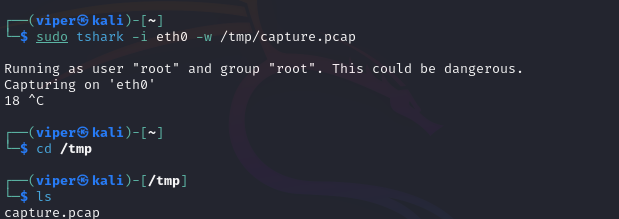 ┌──(viper㉿kali)-[~]
└─$ sudo tshark -i eth0 -w /tmp/capture.pcap
Running as user "root" and group "root". This could be dangerous.
Capturing on 'eth0'
18 ^C
┌──(viper㉿kali)-[~]
└─$ cd /tmp
┌──(viper㉿kali)-[/tmp]
└─$ ls
capture.pcap